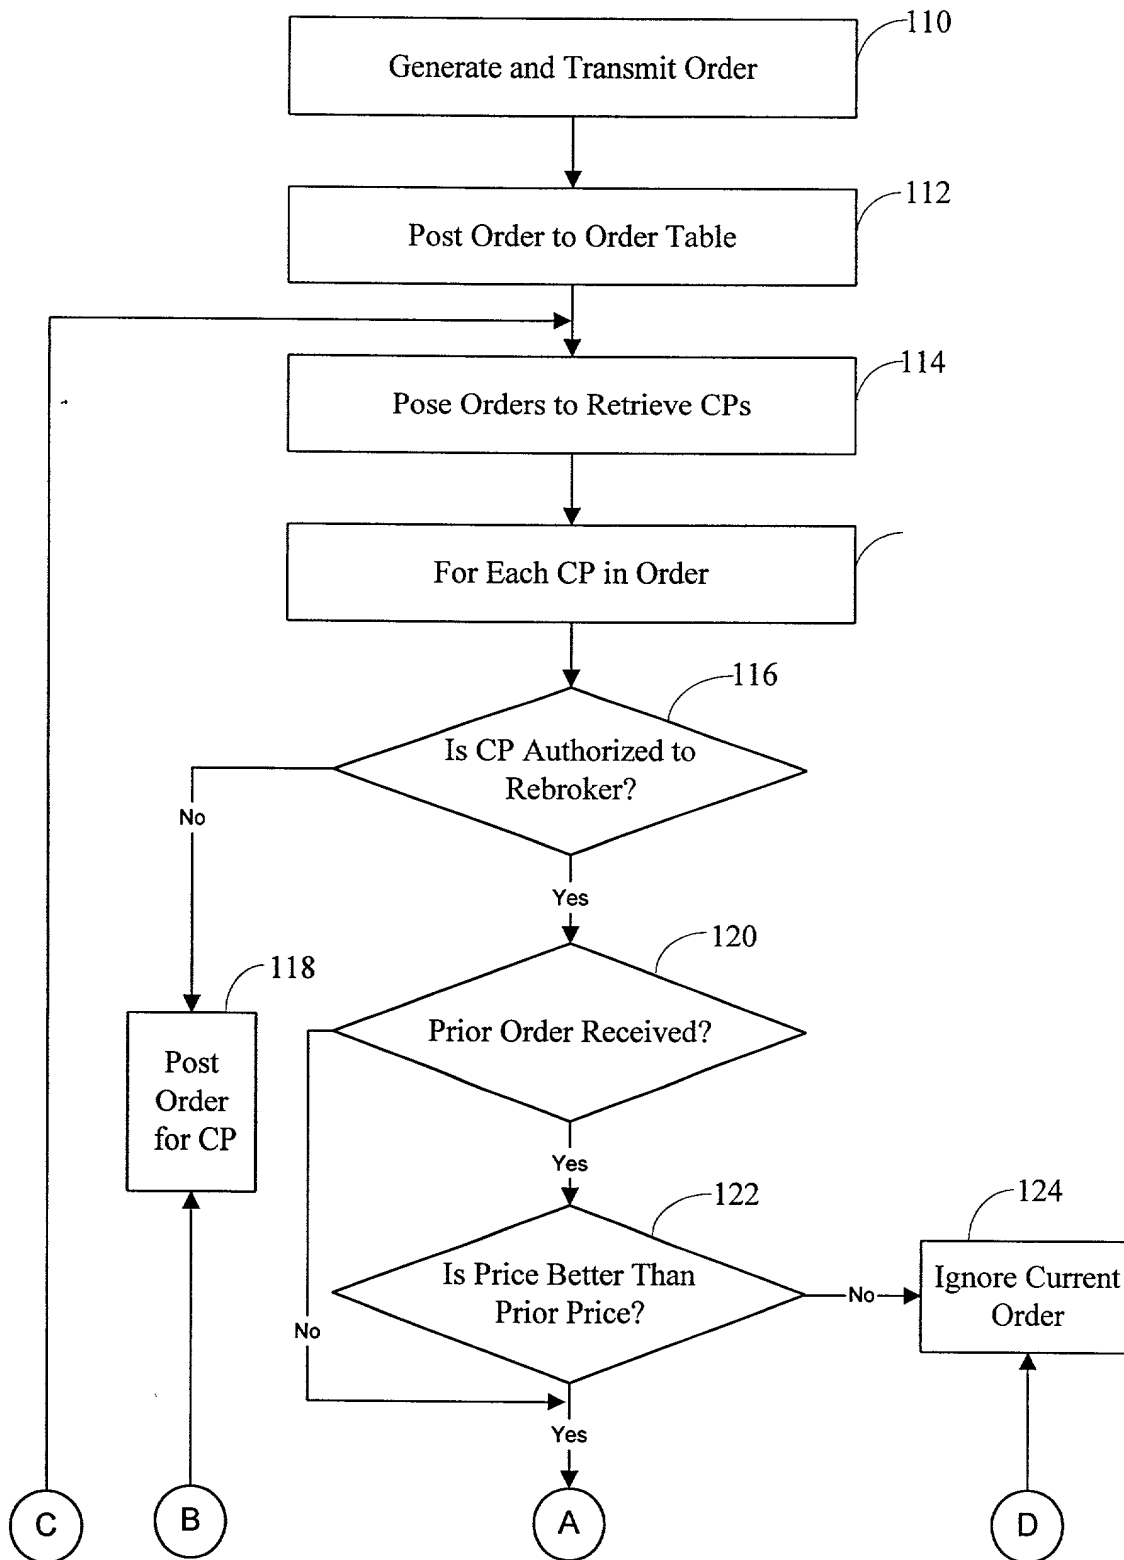 110
Generate and Transmit Order
112
Post Order to Order Table
114
Pose Orders to Retrieve CPs
For Each CP in Order
116
Is CP Authorized to
Rebroker?
No
Yes
120
118
Prior Order Received?
Post
Order
for CP
Yes
122
124
Is Price Better Than
Prior Price?
No
Ignore Current
Order
No
Yes
C
B
A
D